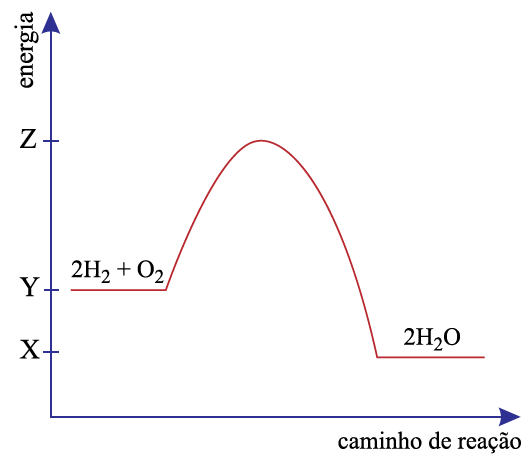 energia
Z
2H₂ + O₂
Y
2H₂O
X
caminho de reação